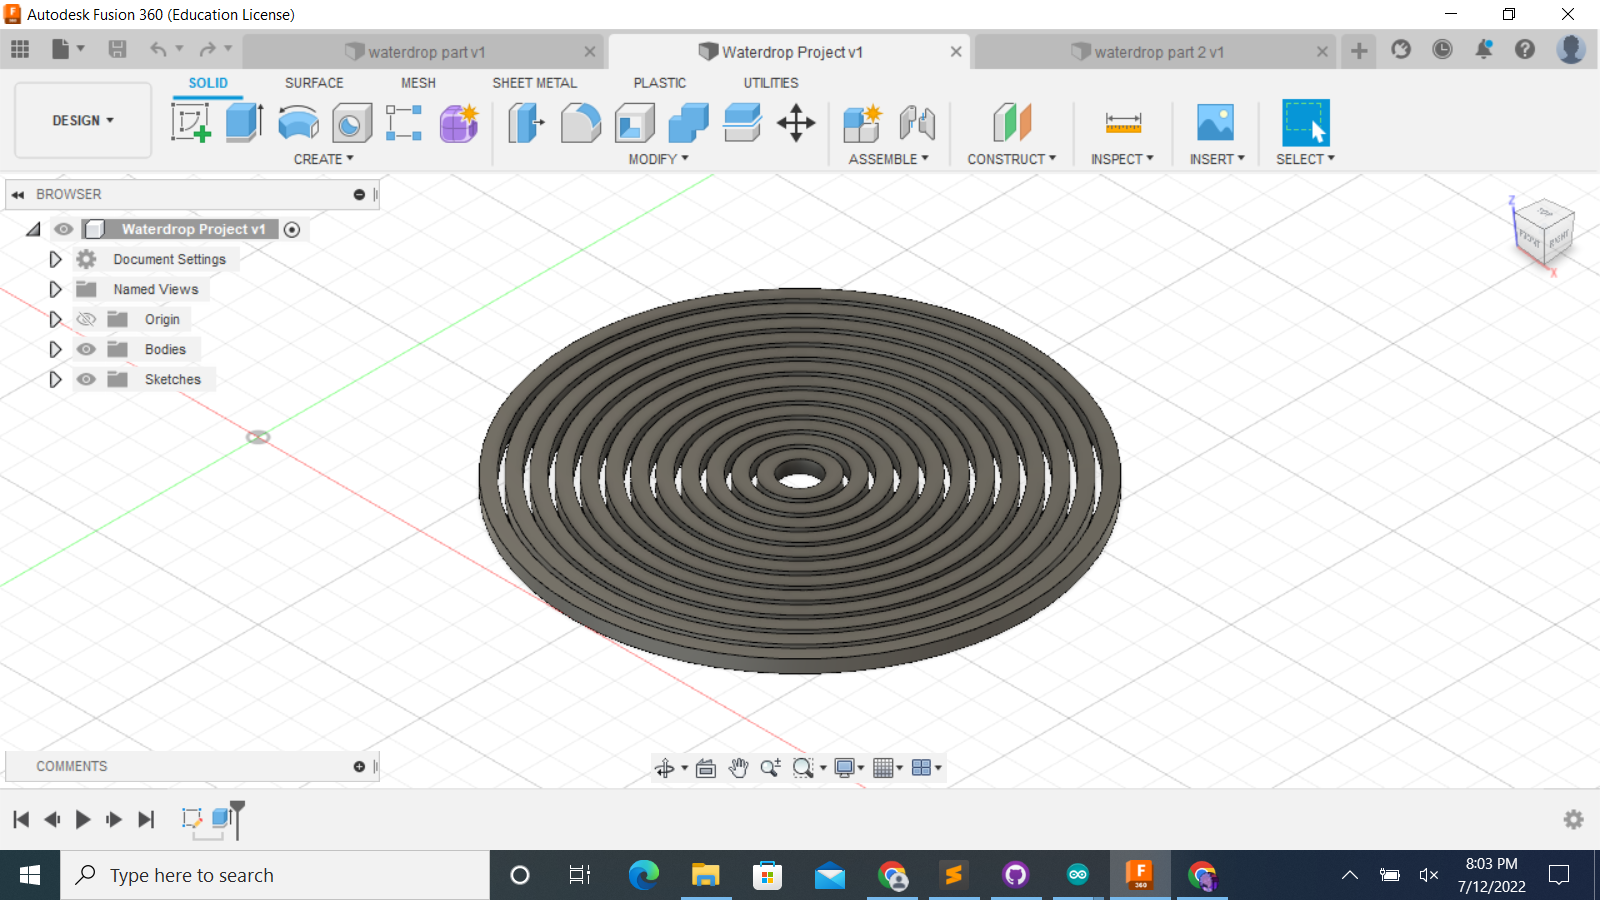 Autodesk Fusion 360 (Education License)
waterdrop part v1
Waterdrop Project v1
waterdrop part 2 v1
DESIGN
SOLID
SURFACE
MESH
SHEET METAL
PLASTIC
UTILITIES
CREATE
MODIFY
ASSEMBLE
CONSTRUCT
INSPECT
INSERT
SELECT
BROWSER
Waterdrop Project v1
Document Settings
Named Views
Origin
Bodies
Sketches
Z
TOP
FRONT
RIGHT
X
COMMENTS
Type here to search
F
360
8:03 PM
7/12/2022